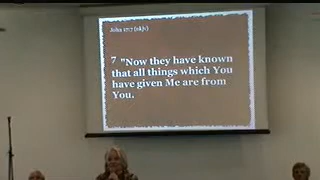 John 17:7 (nkjv)
7 "Now they have known
that all things which You
have given Me are from
You.